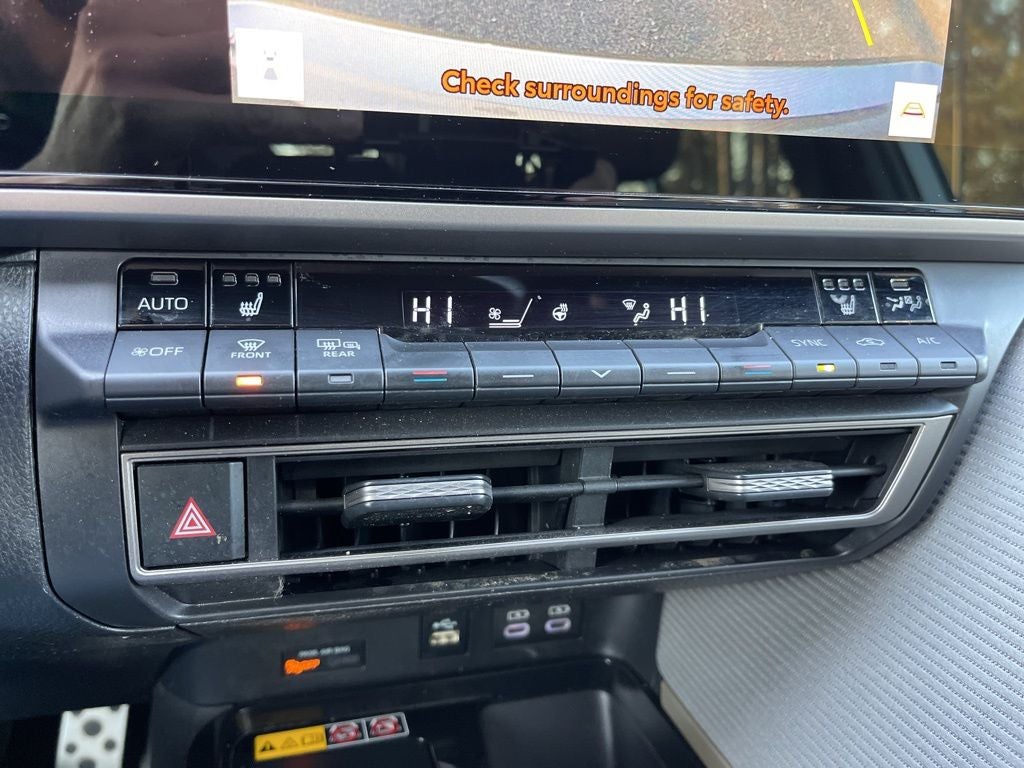 Check surroundings for safety.
AUTO
HI
HI
OFF
FRONT
REAR
SYNC
A/C